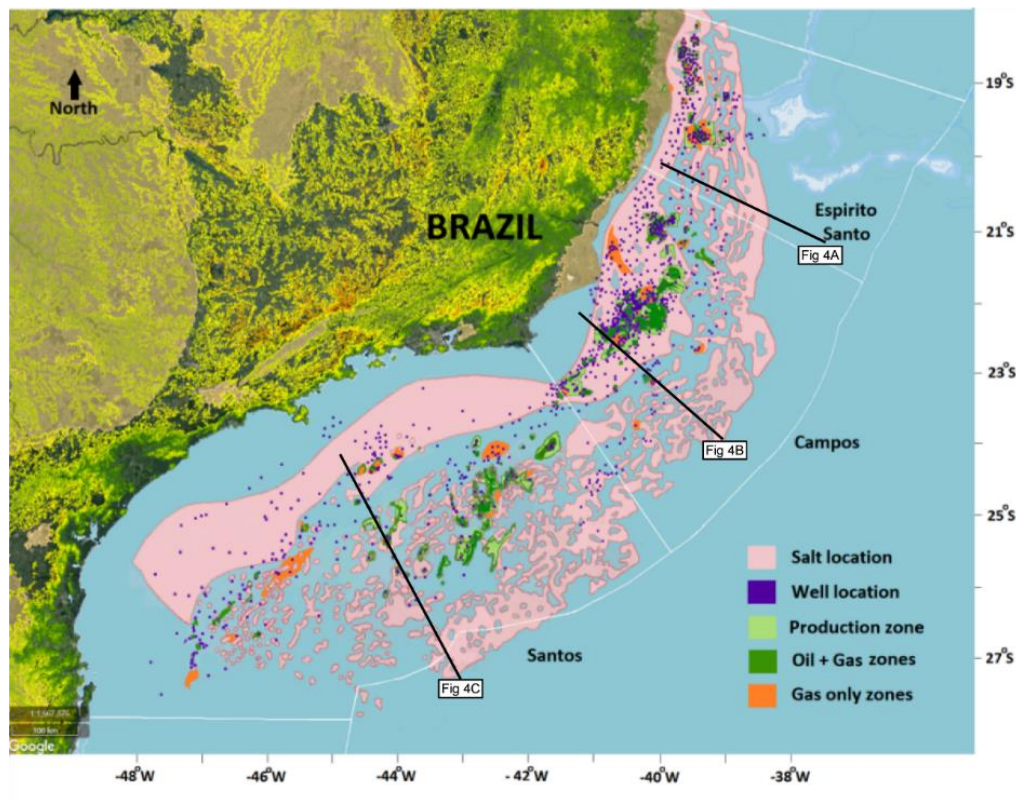 North
BRAZIL
Espirito
Santo
Fig 4A
Fig 4B
Campos
Fig 4C
Santos
Salt location
Well location
Production zone
Oil + Gas zones
Gas only zones
19°S
21°S
23°S
25°S
27°S
100 km
Google
-48°W
-46°W
-44°W
- 42°W
-40°W
-38°W